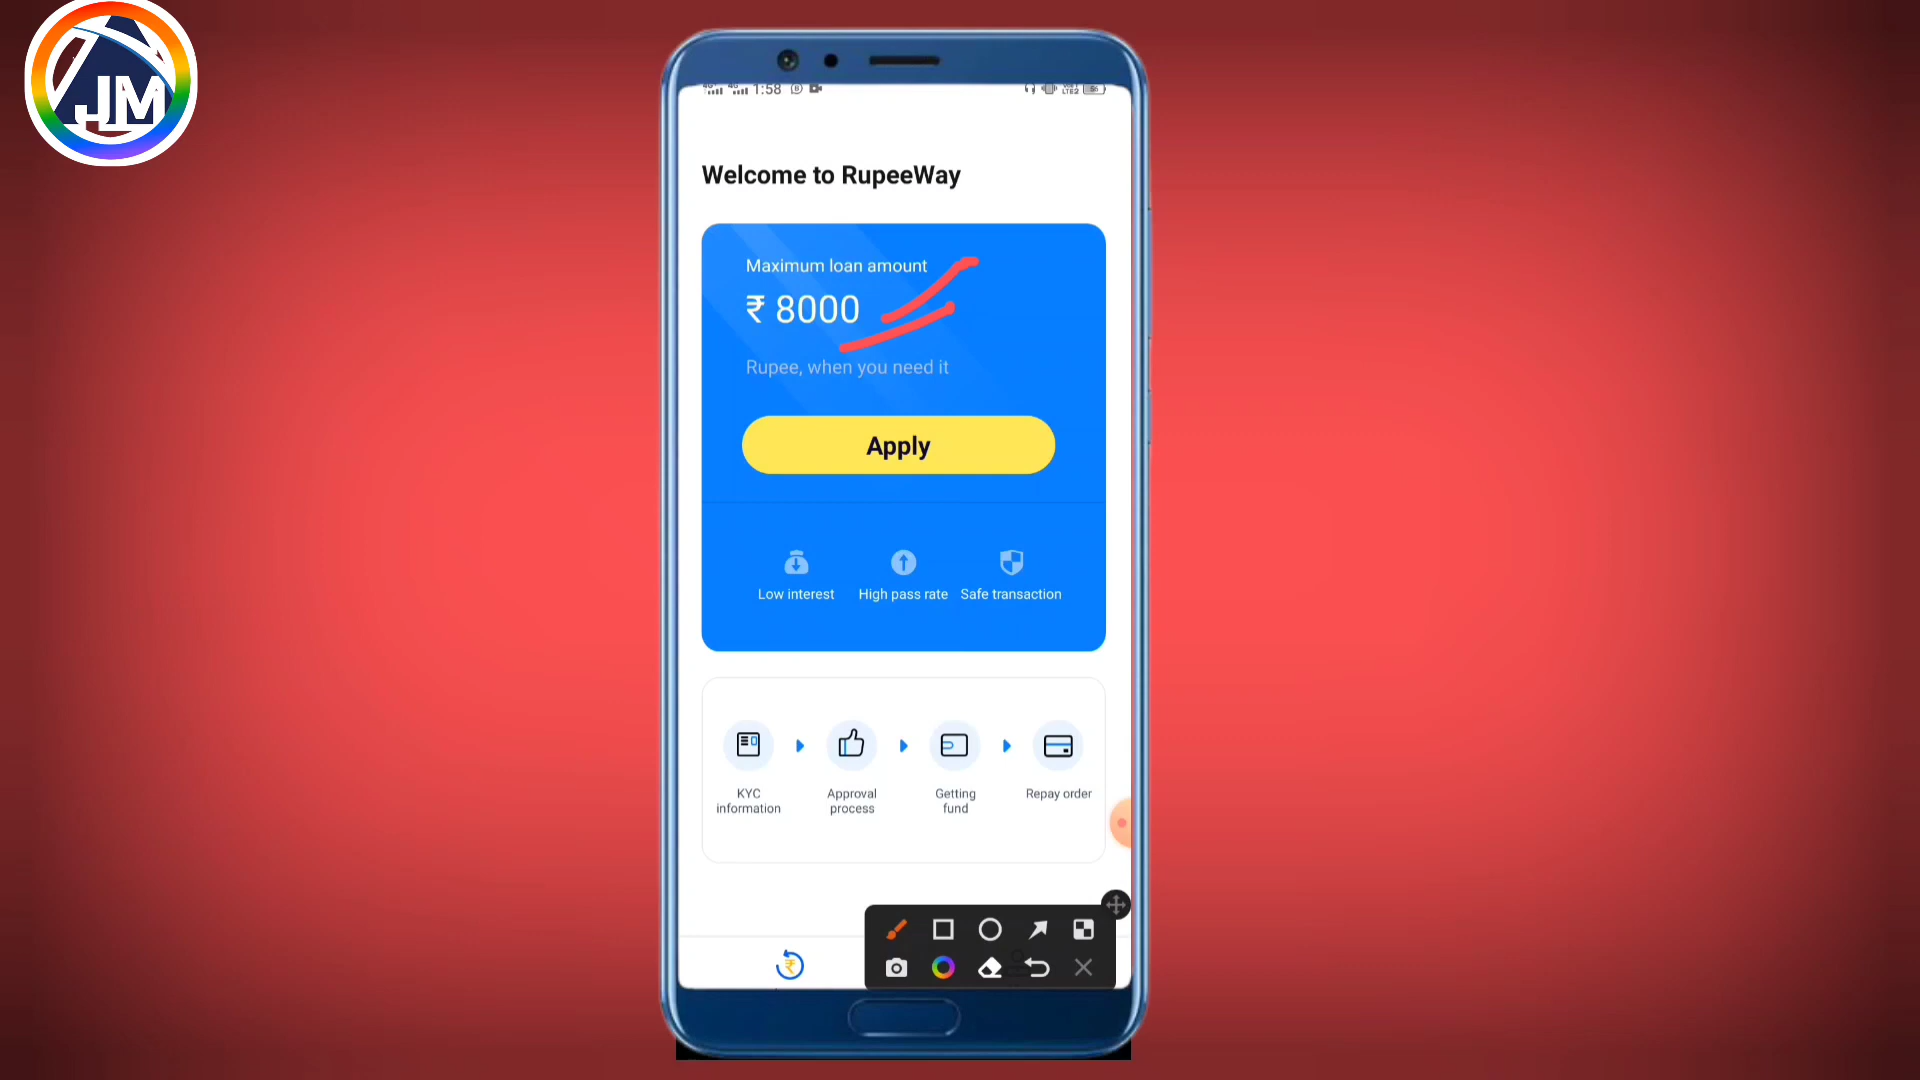 JM
1:58
Welcome to RupeeWay
Maximum loan amount
₹ 8000
Rupee, when you need it
Apply
Low interest
High pass rate
Safe transaction
KYC
information
Approval
process
Getting
fund
Repay order